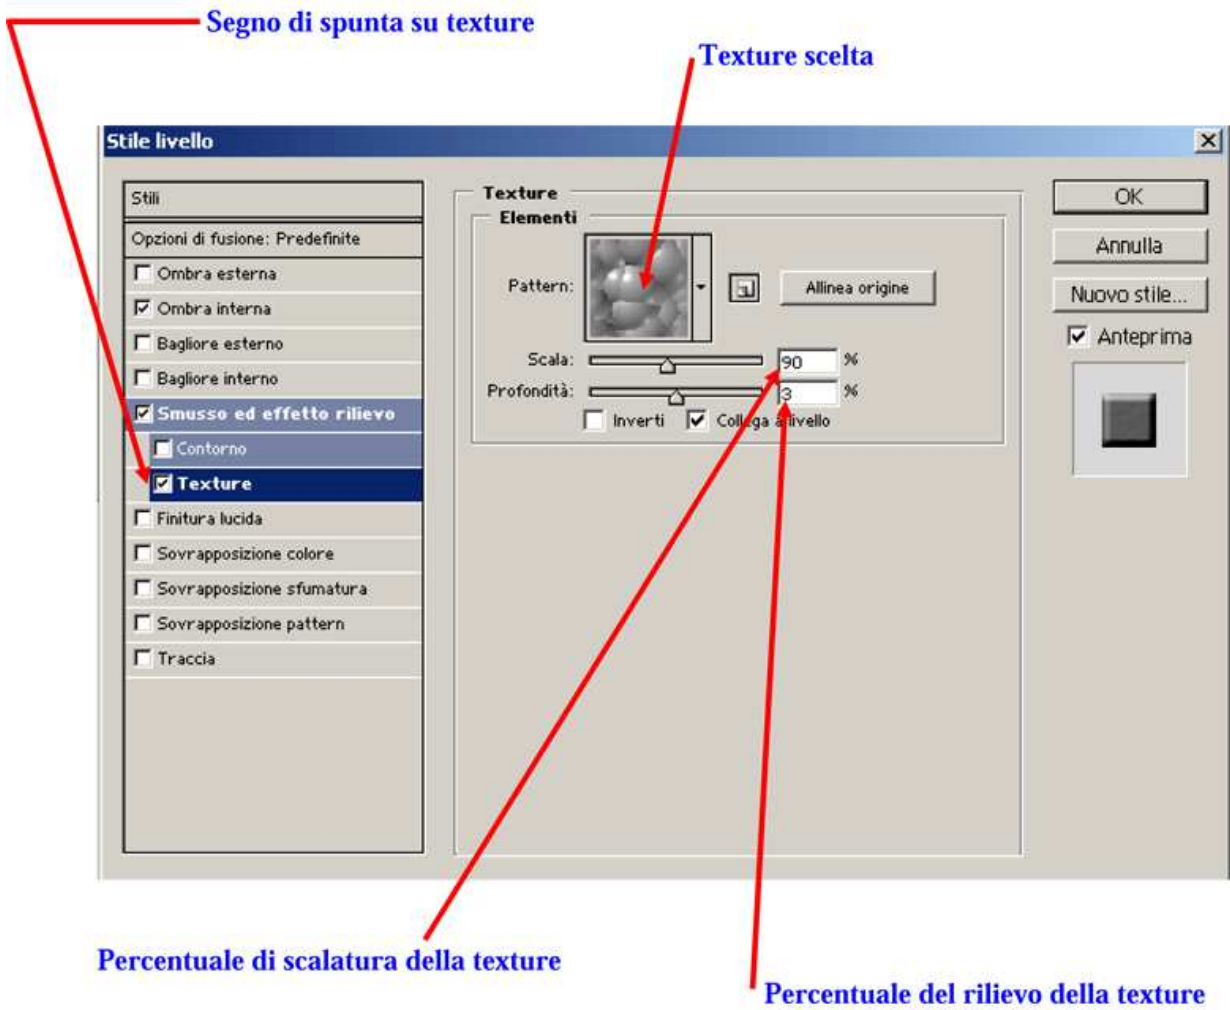 Segno di spunta su texture
Texture scelta
Stile livello
Stili
Opzioni di fusione: Predefinite
Ombra esterna
Ombra interna
Bagliore esterno
Bagliore interno
Smusso ed effetto rilievo
Contorno
Texture
Finitura lucida
Sovrapposizione colore
Sovrapposizione sfumatura
Sovrapposizione pattern
Traccia
Texture
Elementi
Pattern:
Allinea origine
Scala: 90 %
Profondità: 3 %
Inverti Collega a livello
OK
Annulla
Nuovo stile...
Anteprima
Percentuale di scalatura della texture
Percentuale del rilievo della texture